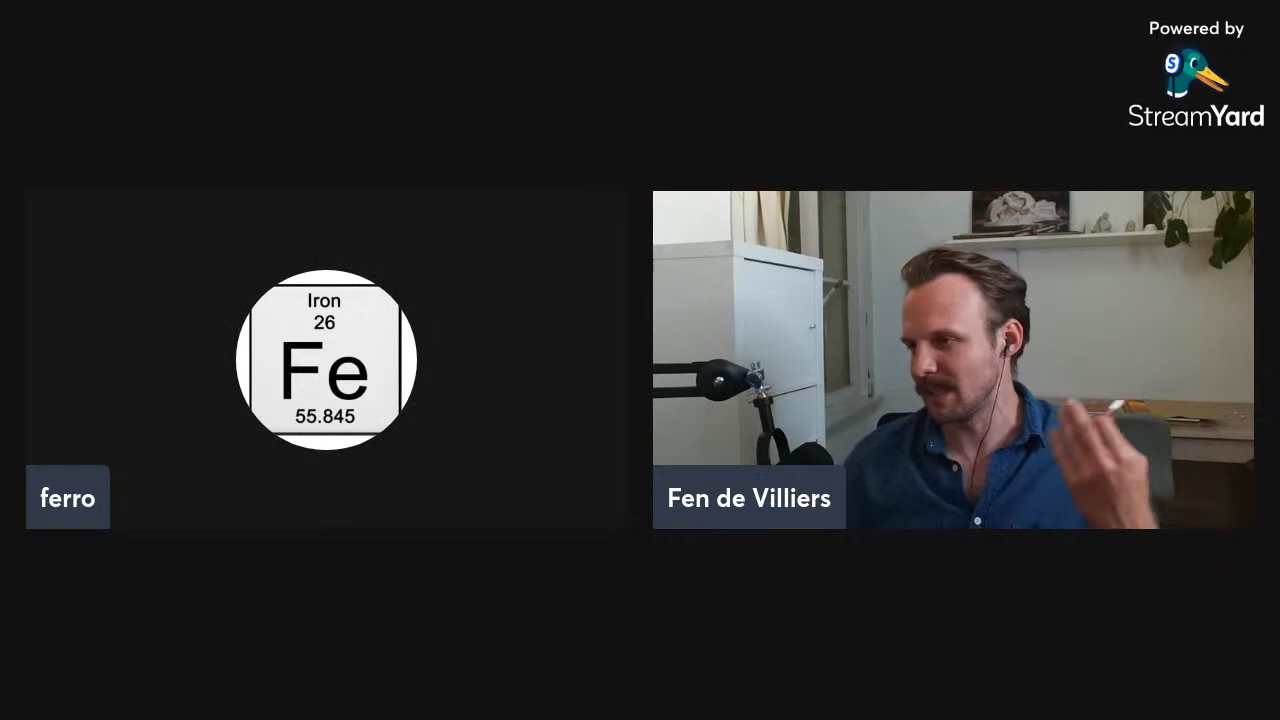 Powered by
S
StreamYard
Iron
26
Fe
55.845
ferro
Fen de Villiers